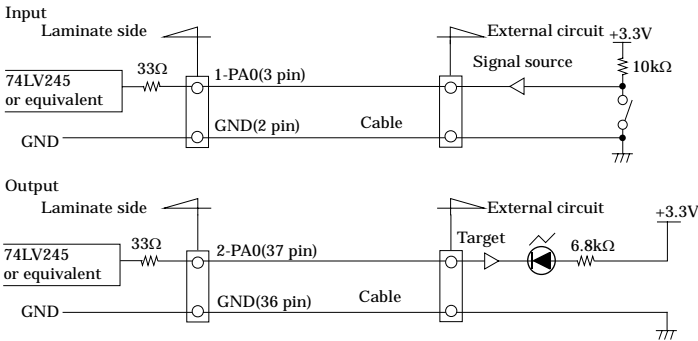 Input
Laminate side
External circuit
+3.3V
Signal source
10kΩ
33Ω
1-PA0(3 pin)
74LV245
or equivalent
GND(2 pin)
Cable
GND
Output
Laminate side
External circuit
+3.3V
Target
6.8kΩ
33Ω
2-PA0(37 pin)
74LV245
or equivalent
GND(36 pin)
Cable
GND